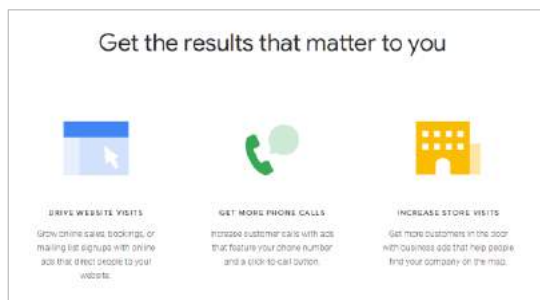 Get the results that matter to you
DRIVE WEBSITE VISITS
Grow online sales, bookings, or
mailing list signups with online
ads that direct people to your
website.
GET MORE PHONE CALLS
Increase customer calls with ads
that feature your phone number
and a click-to-call button.
INCREASE STORE VISITS
Get more customers in the door
with business ads that help people
find your company on the map.